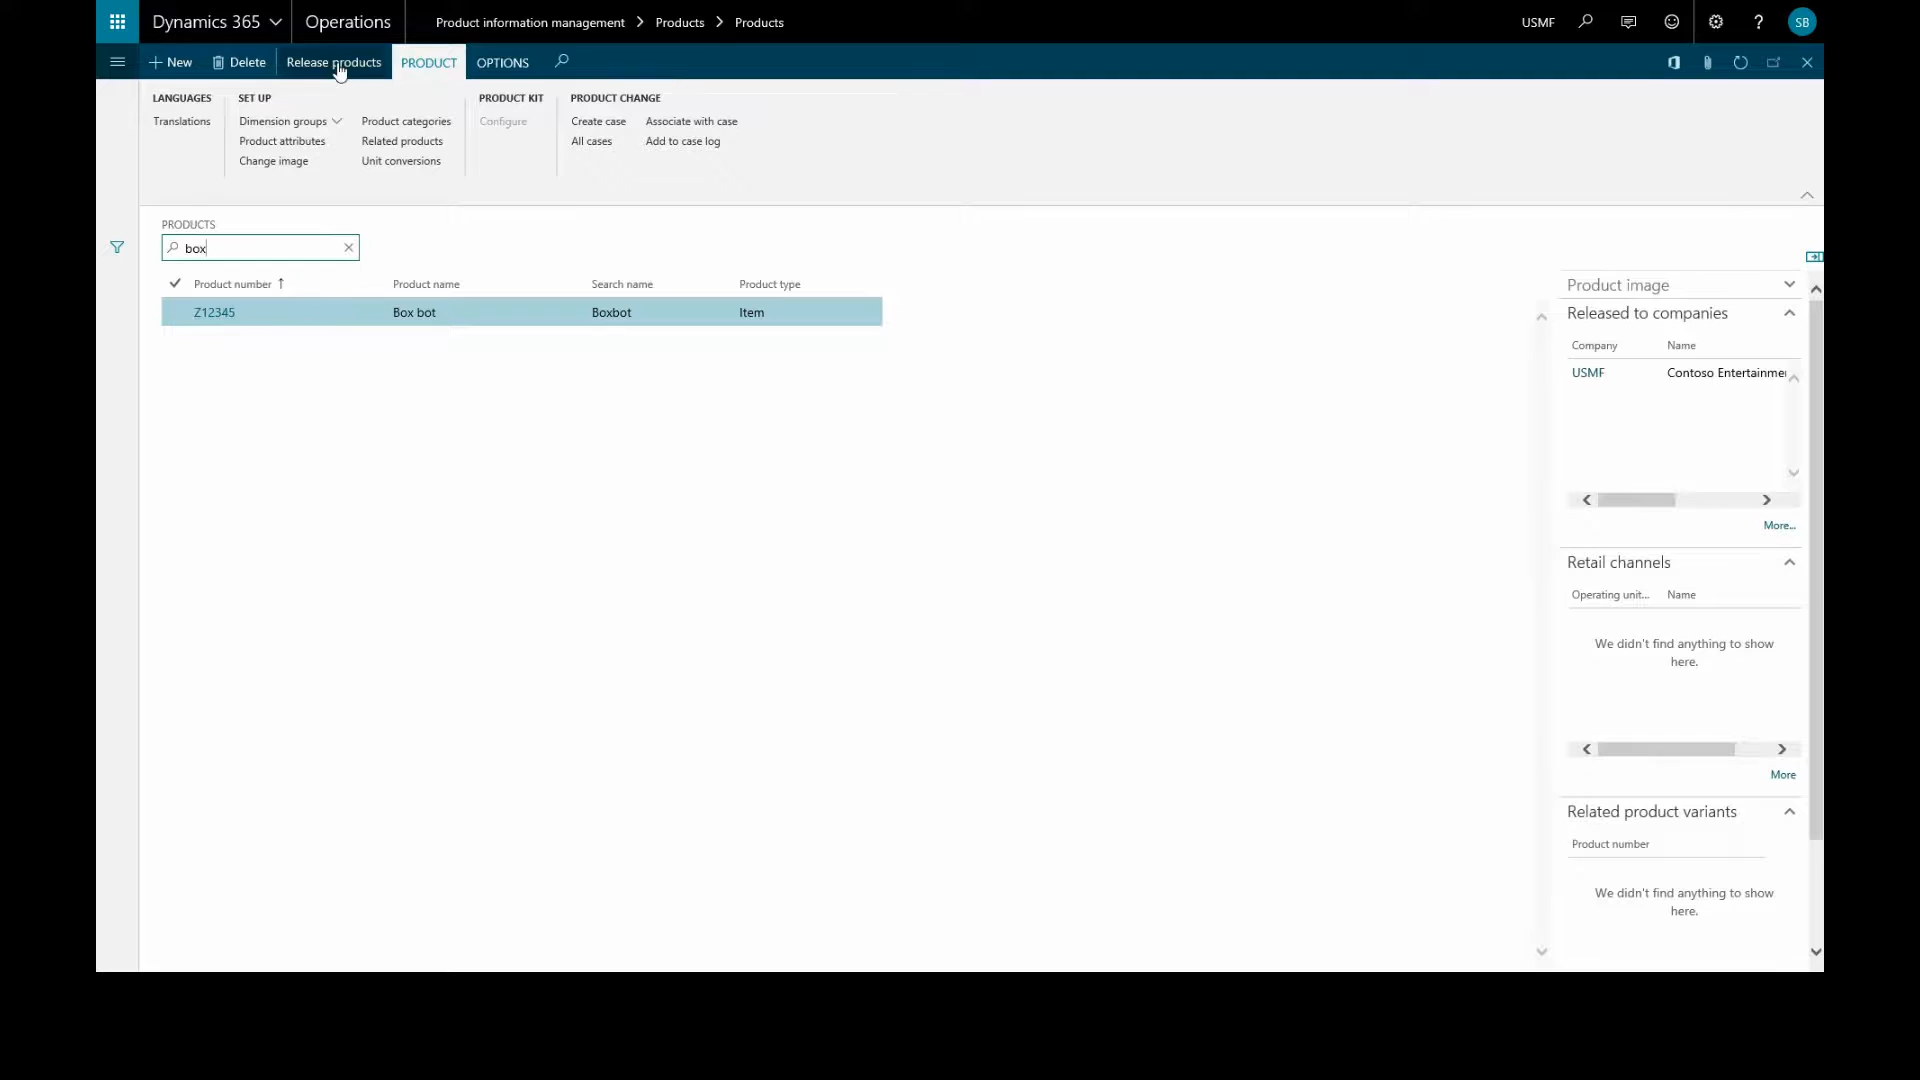 Dynamics 365 Operations Product information management Products Products USMF ? SB
New Delete Release products PRODUCT OPTIONS
LANGUAGES SET UP PRODUCT KIT PRODUCT CHANGE
Translations Dimension groups Product categories Configure Create case Associate with case
Product attributes Related products All cases Add to case log
Change image Unit conversions
PRODUCTS
box
Product number Product name Search name Product type
Z12345 Box bot Boxbot Item
Product image
Released to companies
Company Name
USMF Contoso Entertainme
More...
Retail channels
Operating unit... Name
We didn't find anything to show
here.
More
Related product variants
Product number
We didn't find anything to show
here.